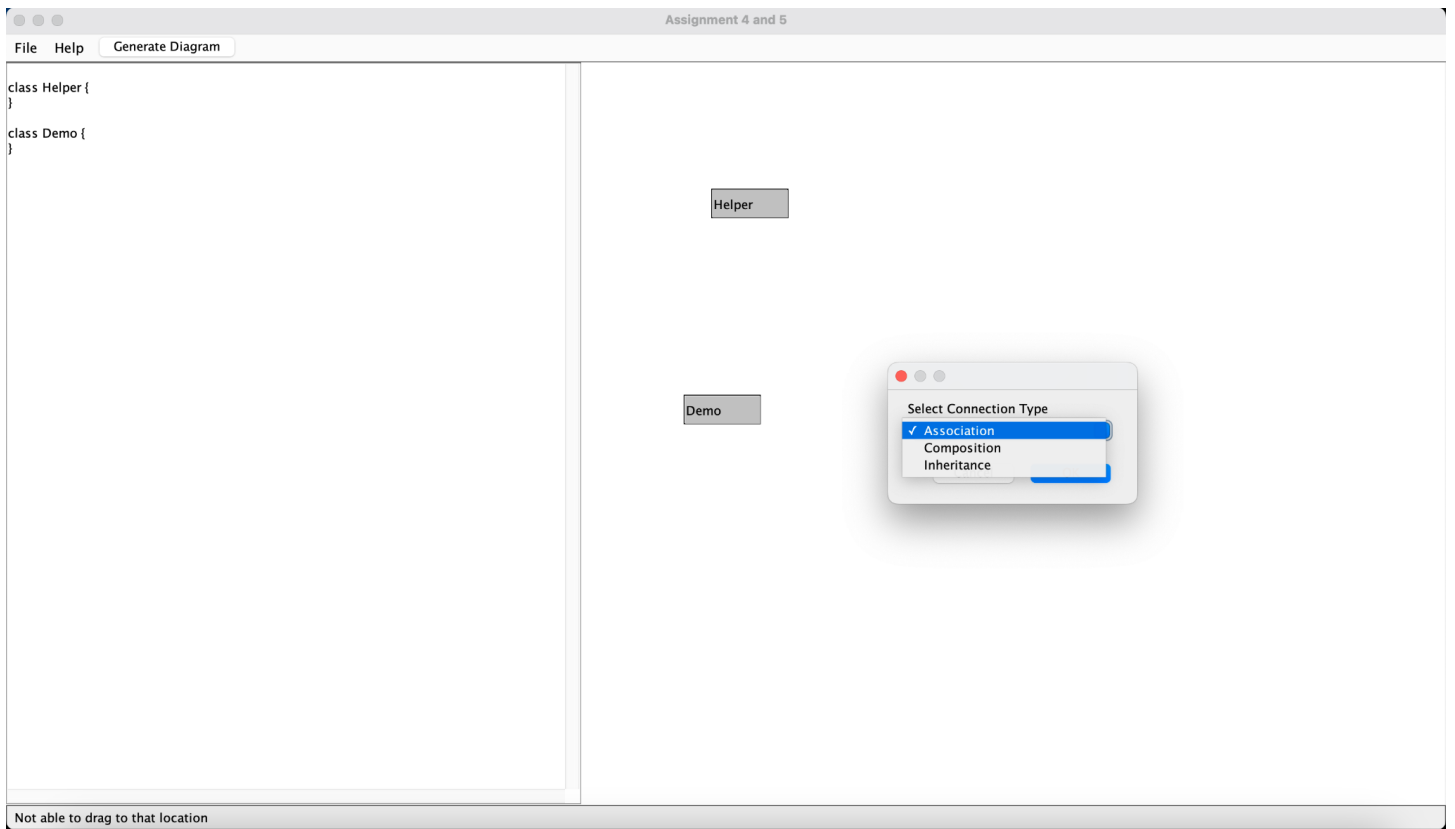 Assignment 4 and 5
File Help Generate Diagram
class Helper {
}
class Demo {
}
Helper
Demo
Select Connection Type
✓ Association
Composition
Inheritance
Not able to drag to that location